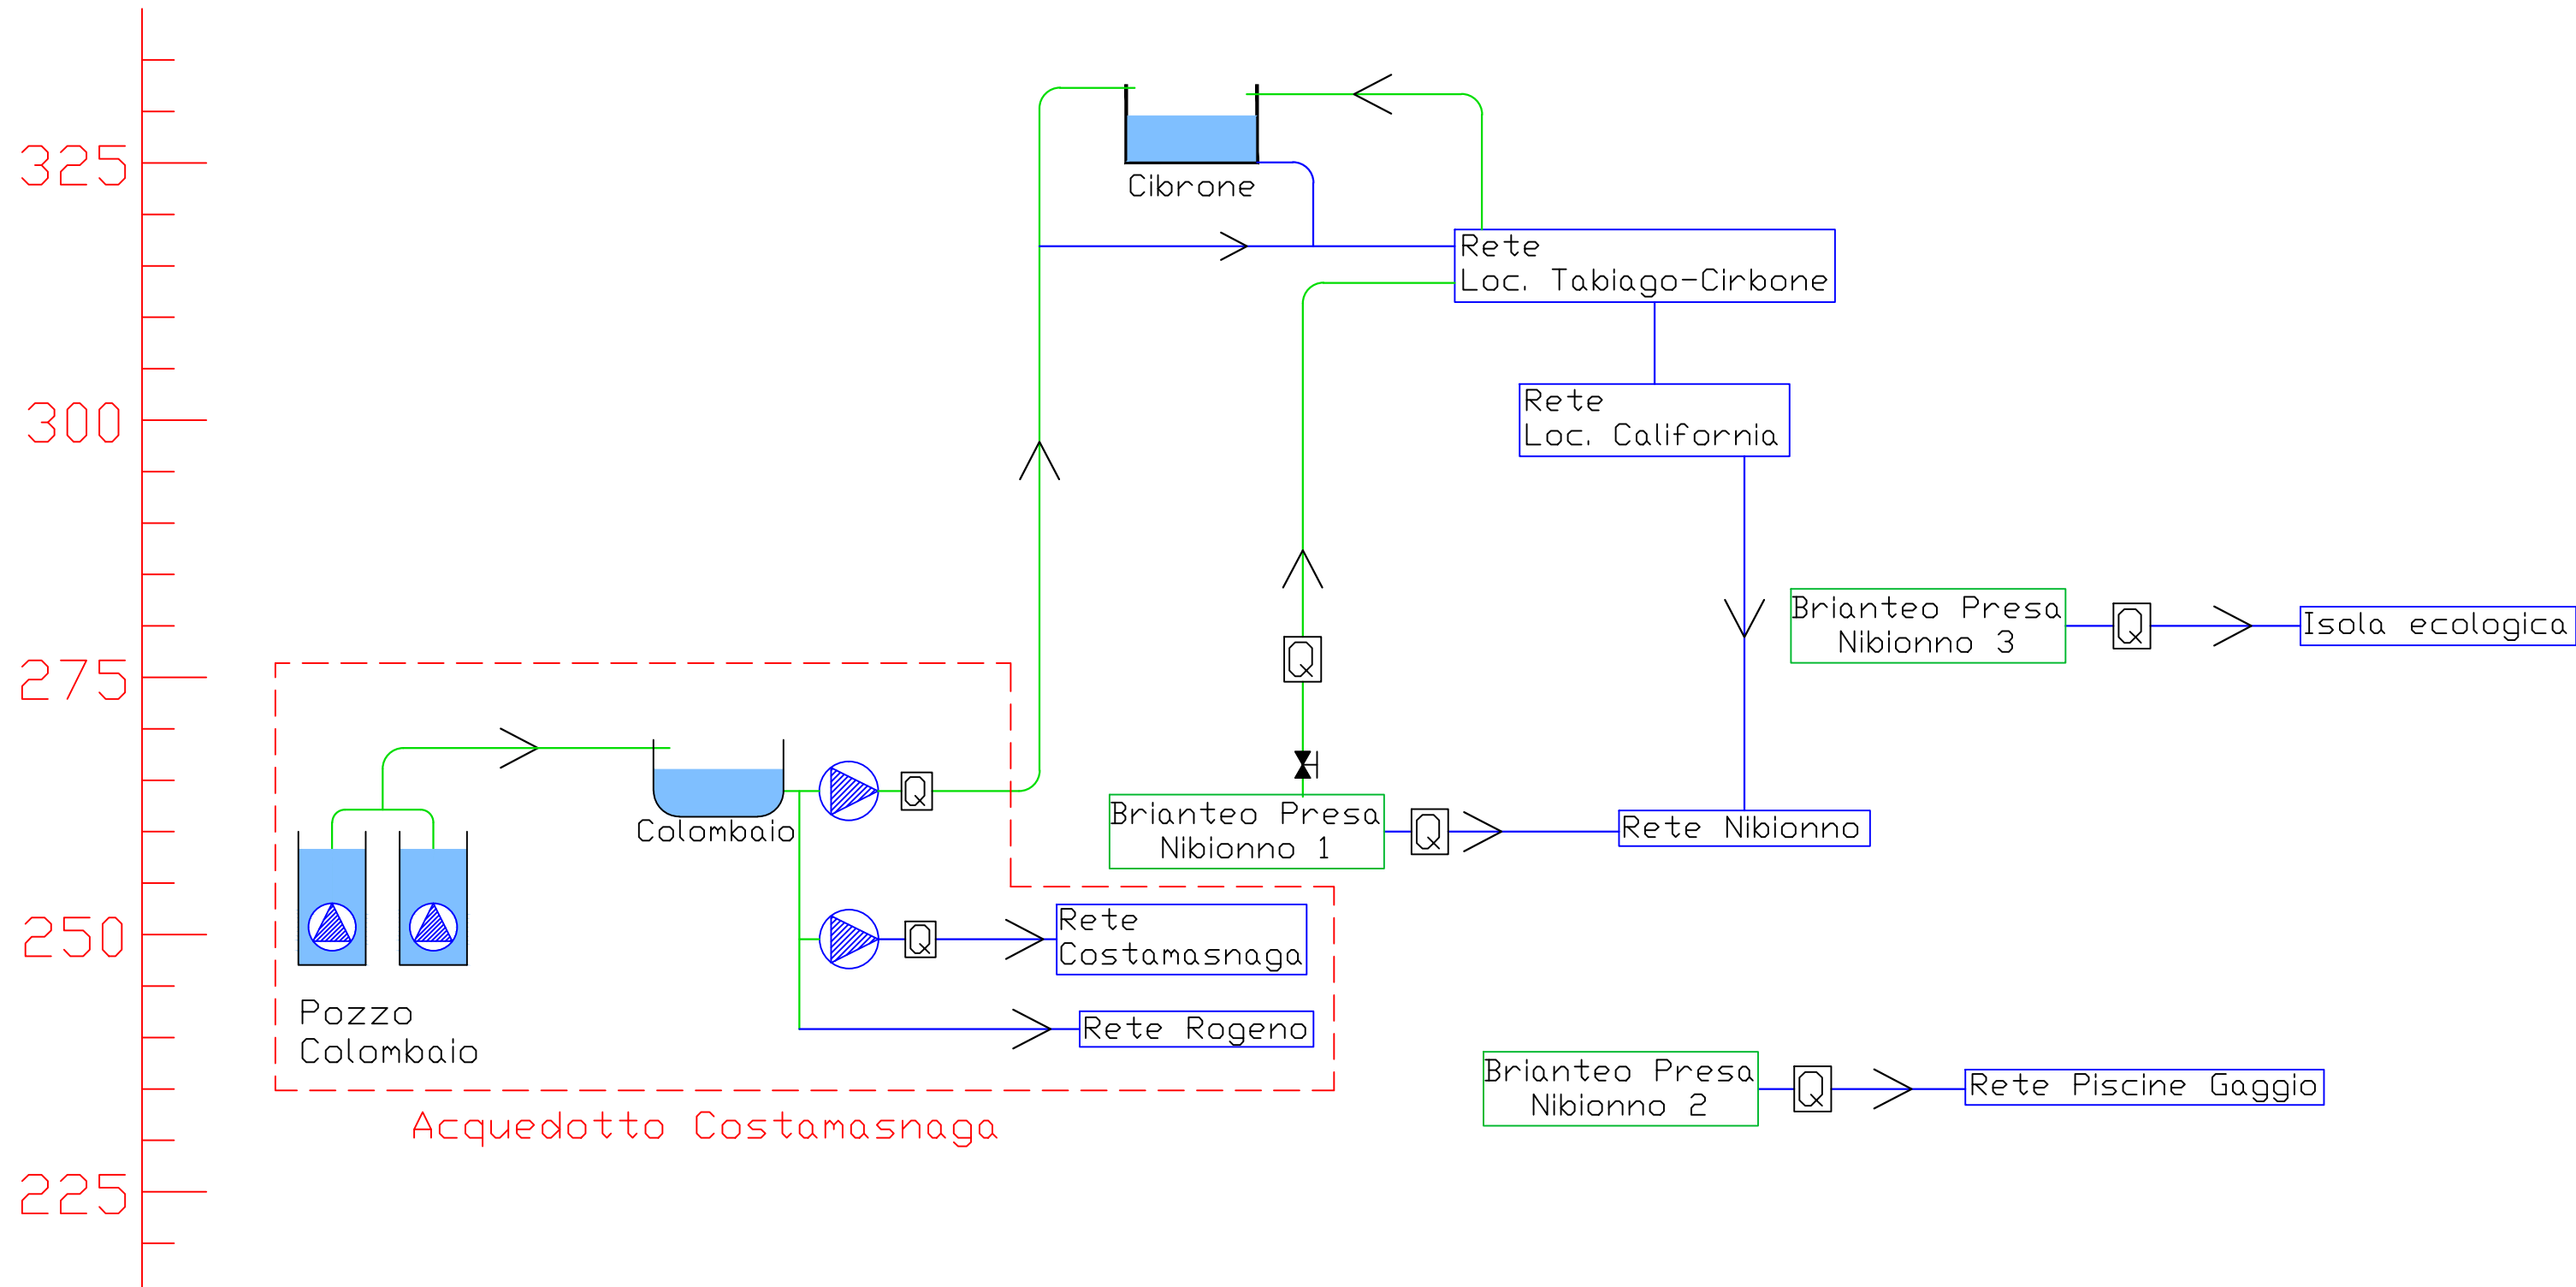 325
300
275
250
225
Cibrone
Rete
Loc. Tabiago-Cirbone
Rete
Loc. California
Brianteo Presa
Nibionno 3
Q
Isola ecologica
Q
Colombaio
Q
Brianteo Presa
Nibionno 1
Q
Rete Nibionno
Pozzo
Colombaio
Q
Rete
Costamasnaga
Rete Rogeno
Acquedotto Costamasnaga
Brianteo Presa
Nibionno 2
Q
Rete Piscine Gaggio